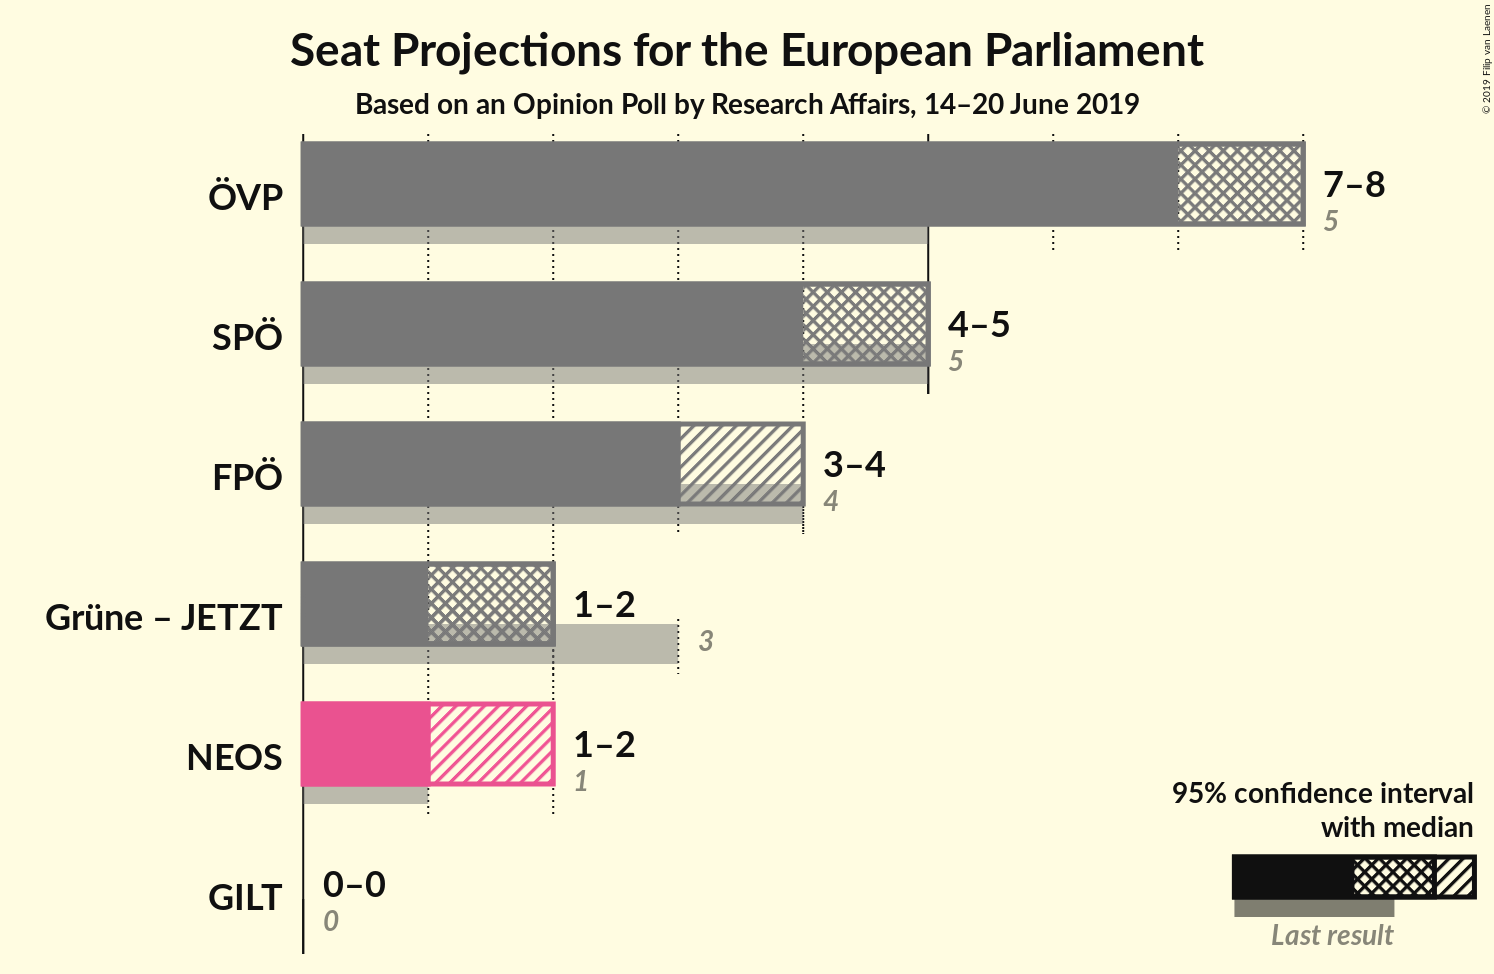 Seat Projections for the European Parliament
Based on an Opinion Poll by Research Affairs, 14–20 June 2019
© 2019 Filip van Laenen
ÖVP
7–8
5
SPÖ
4–5
5
FPÖ
3–4
4
Grüne – JETZT
1–2
3
NEOS
1–2
1
GILT
0–0
0
95% confidence interval
with median
Last result